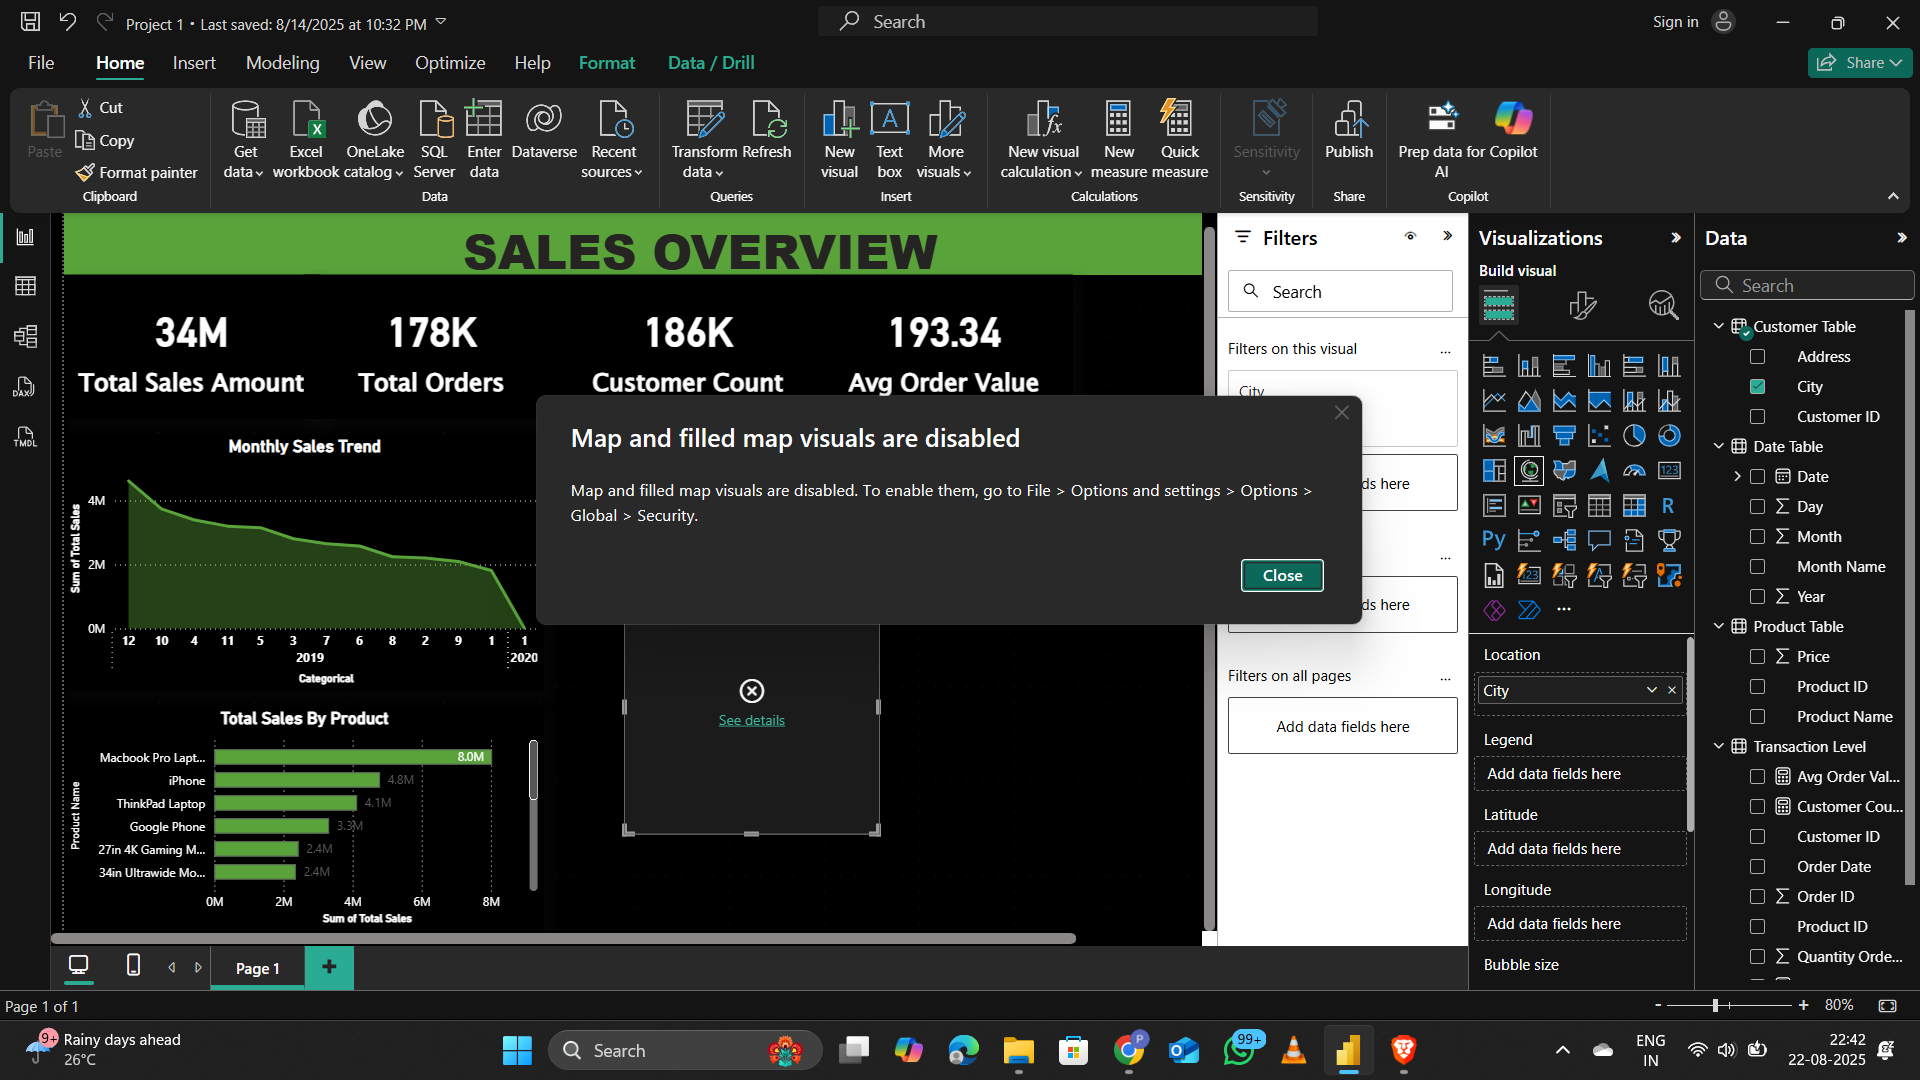 Project 1 • Last saved: 8/14/2025 at 10:32 PM
Search
Sign in
File
Home
Insert
Modeling
View
Optimize
Help
Format
Data / Drill
Share
Paste
Cut
Copy
Format painter
Clipboard
Get data
Excel workbook
OneLake catalog
SQL Server
Enter data
Dataverse
Recent sources
Data
Transform data
Refresh
Queries
New visual
Text box
More visuals
Insert
New visual calculation
New measure
Quick measure
Calculations
Sensitivity
Sensitivity
Publish
Share
Prep data for AI
Copilot
Copilot
DAX
TMDL
SALES OVERVIEW
34M
Total Sales Amount
178K
Total Orders
186K
Customer Count
193.34
Avg Order Value
Monthly Sales Trend
Sum of Total Sales
4M
2M
0M
12 10 4 11 5 3 7 6 8 2 9 1 1
2019 2020
Categorical
Total Sales By Product
Product Name
Macbook Pro Lapt... 8.0M
iPhone 4.8M
ThinkPad Laptop 4.1M
Google Phone 3.3M
27in 4K Gaming M... 2.4M
34in Ultrawide Mo... 2.4M
0M 2M 4M 6M 8M
Sum of Total Sales
Map and filled map visuals are disabled
Map and filled map visuals are disabled. To enable them, go to File > Options and settings > Options >
Global > Security.
Close
See details
Filters
Search
Filters on this visual
...
City
ds here
...
ds here
Filters on all pages
...
Add data fields here
Visualizations
Build visual
123
R
Py
123
...
Location
City
Legend
Add data fields here
Latitude
Add data fields here
Longitude
Add data fields here
Bubble size
Data
Search
Customer Table
Address
City
Customer ID
Date Table
Date
Day
Month
Month Name
Year
Product Table
Price
Product ID
Product Name
Transaction Level
Avg Order Val...
Customer Cou...
Customer ID
Order Date
Order ID
Product ID
Quantity Orde...
Page 1
Page 1 of 1
- + 80%
9+
Rainy days ahead
26°C
Search
P
99+
ENG
IN
22:42
22-08-2025